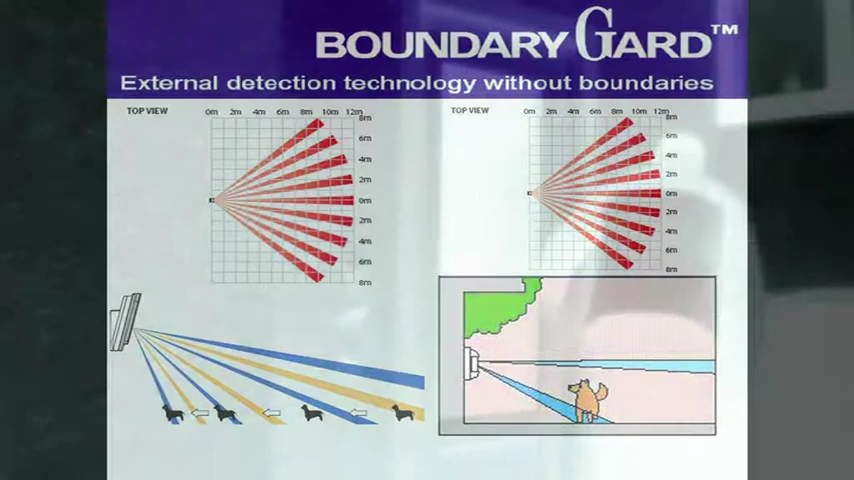 BOUNDARY GARD™
External detection technology without boundaries
TOP VIEW
0m 2m 4m 6m 8m 10m 12m
8m
6m
4m
2m
0m
2m
4m
6m
8m
TOP VIEW
0m 2m 4m 6m 8m 10m 12m
8m
6m
4m
2m
0m
2m
4m
6m
8m